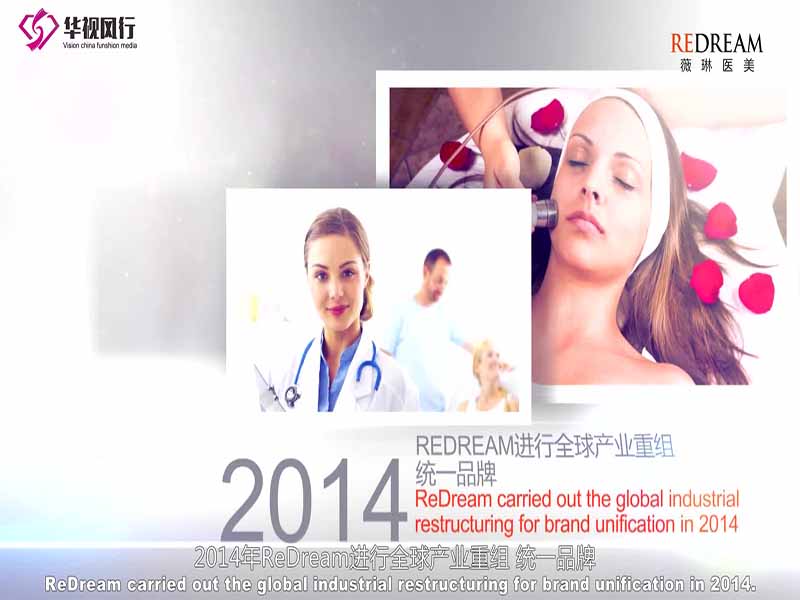 华视风行
Vision china funshion media
REDREAM
薇琳医美
2014
REDREAM进行全球产业重组
统一品牌
ReDream carried out the global industrial
restructuring for brand unification in 2014
2014年ReDream进行全球产业重组 统一品牌
ReDream carried out the global industrial restructuring for brand unification in 2014.